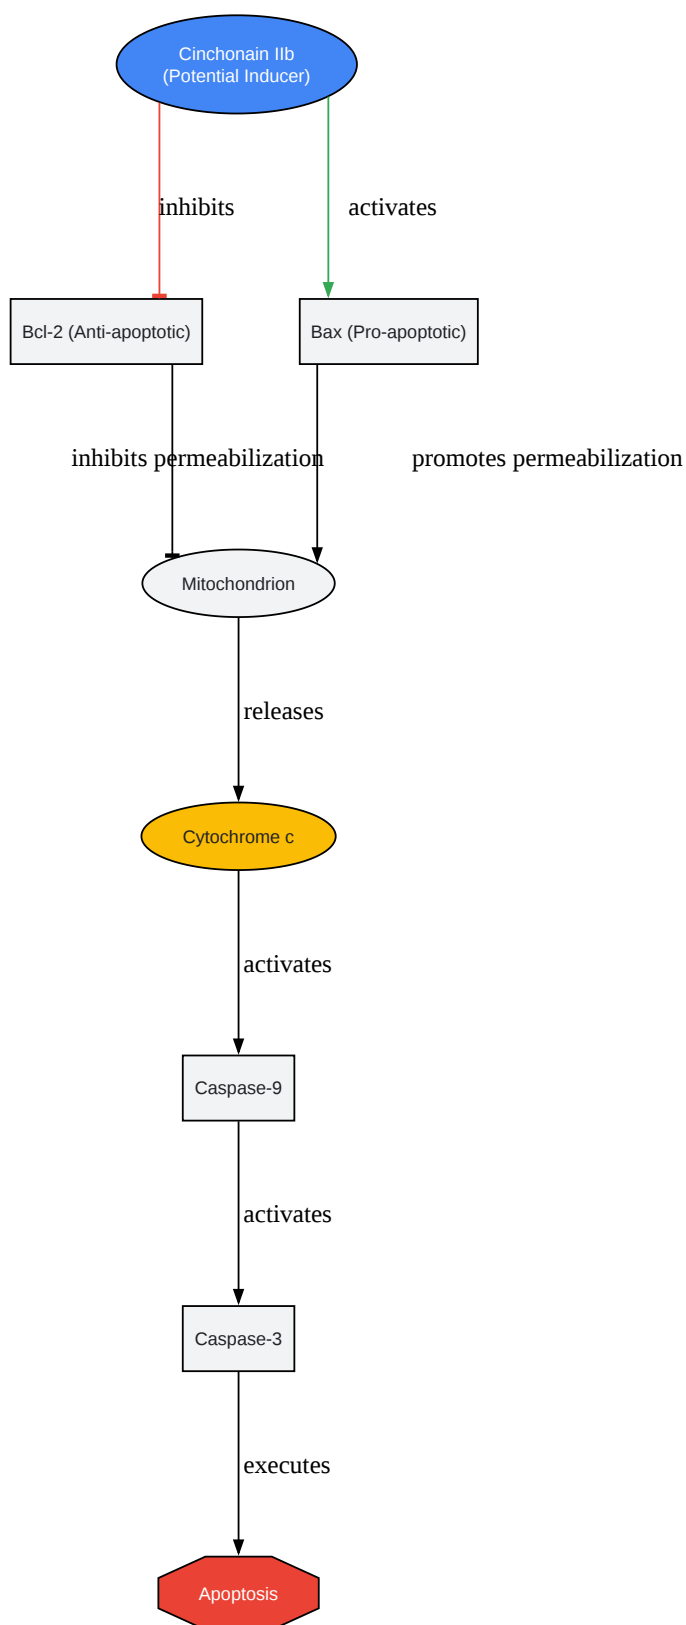 Cinchonain IIb
(Potential Inducer)
inhibits
activates
Bcl-2 (Anti-apoptotic)
Bax (Pro-apoptotic)
inhibits permeabilization
promotes permeabilization
Mitochondrion
releases
Cytochrome c
activates
Caspase-9
activates
Caspase-3
executes
Apoptosis